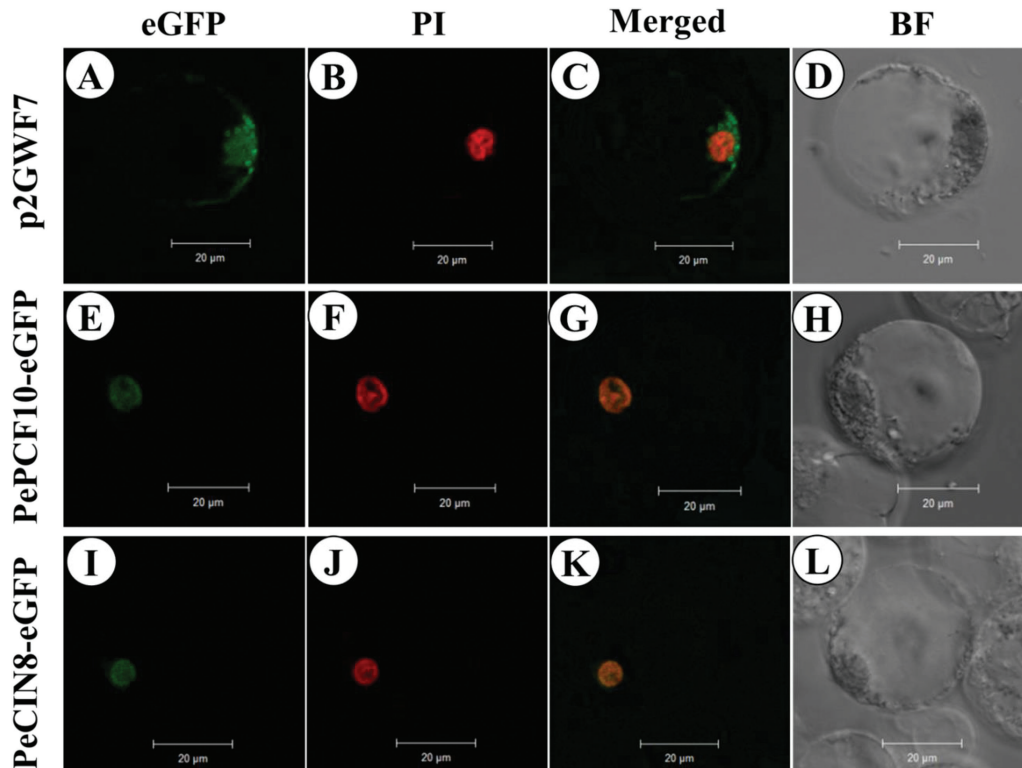 eGFP PI Merged BF
p2GWF7
A B C D
20 µm 20 µm 20 µm 20 µm
PePCF10-eGFP
E F G H
20 µm 20 µm 20 µm 20 µm
PeCIN8-eGFP
I J K L
20 µm 20 µm 20 µm 20 µm